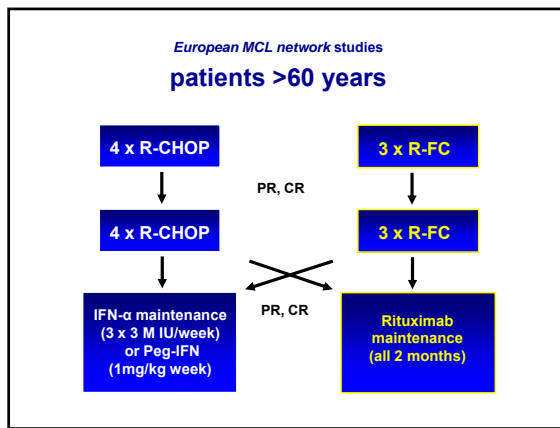 European MCL network studies
patients >60 years
4 x R-CHOP
3 x R-FC
PR, CR
4 x R-CHOP
3 x R-FC
PR, CR
IFN-α maintenance
(3 x 3 M IU/week)
or Peg-IFN
(1mg/kg week)
Rituximab
maintenance
(all 2 months)